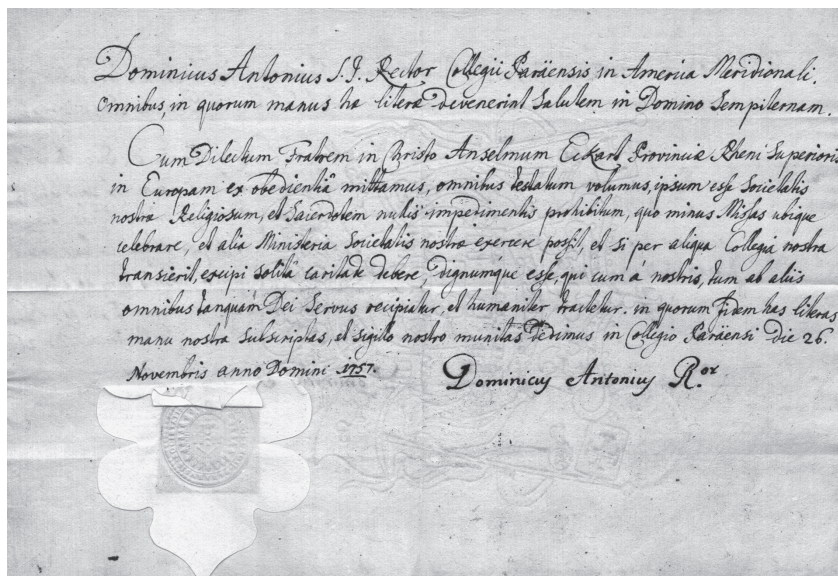 Dominicus Antonius S.J. Rector Collegii Paräensis in America Meridionali.
Omnibus, in quorum manus hæ literæ devenerint Salutem in Domino Sempiternam.
Cum Dilectum Fratrem in Christo Anselmum Eckart Provinciæ Rheni Superioris
in Europam ex obedientiâ mittamus, omnibus testatum volumus, ipsum esse Societatis
nostræ Religiosum, et Sacerdotem nullis impedimentis prohibitum, quo minus Missas ubique
celebrare, et alia Ministeria Societatis nostræ exercere possit, et si per aliqua Collegia nostra
transierit, excipi solitâ caritate debere, dignumque esse, qui cum à nostris, tum ab aliis
omnibus tanquam Dei Servus recipiatur, et humaniter tractetur. in quorum fidem has literas
manu nostra subscriptas, et sigillo nostro munitas dedimus in Collegio Paräensi die 26.
Novembris anno Domini 1757.
Dominicus Antonius R.or